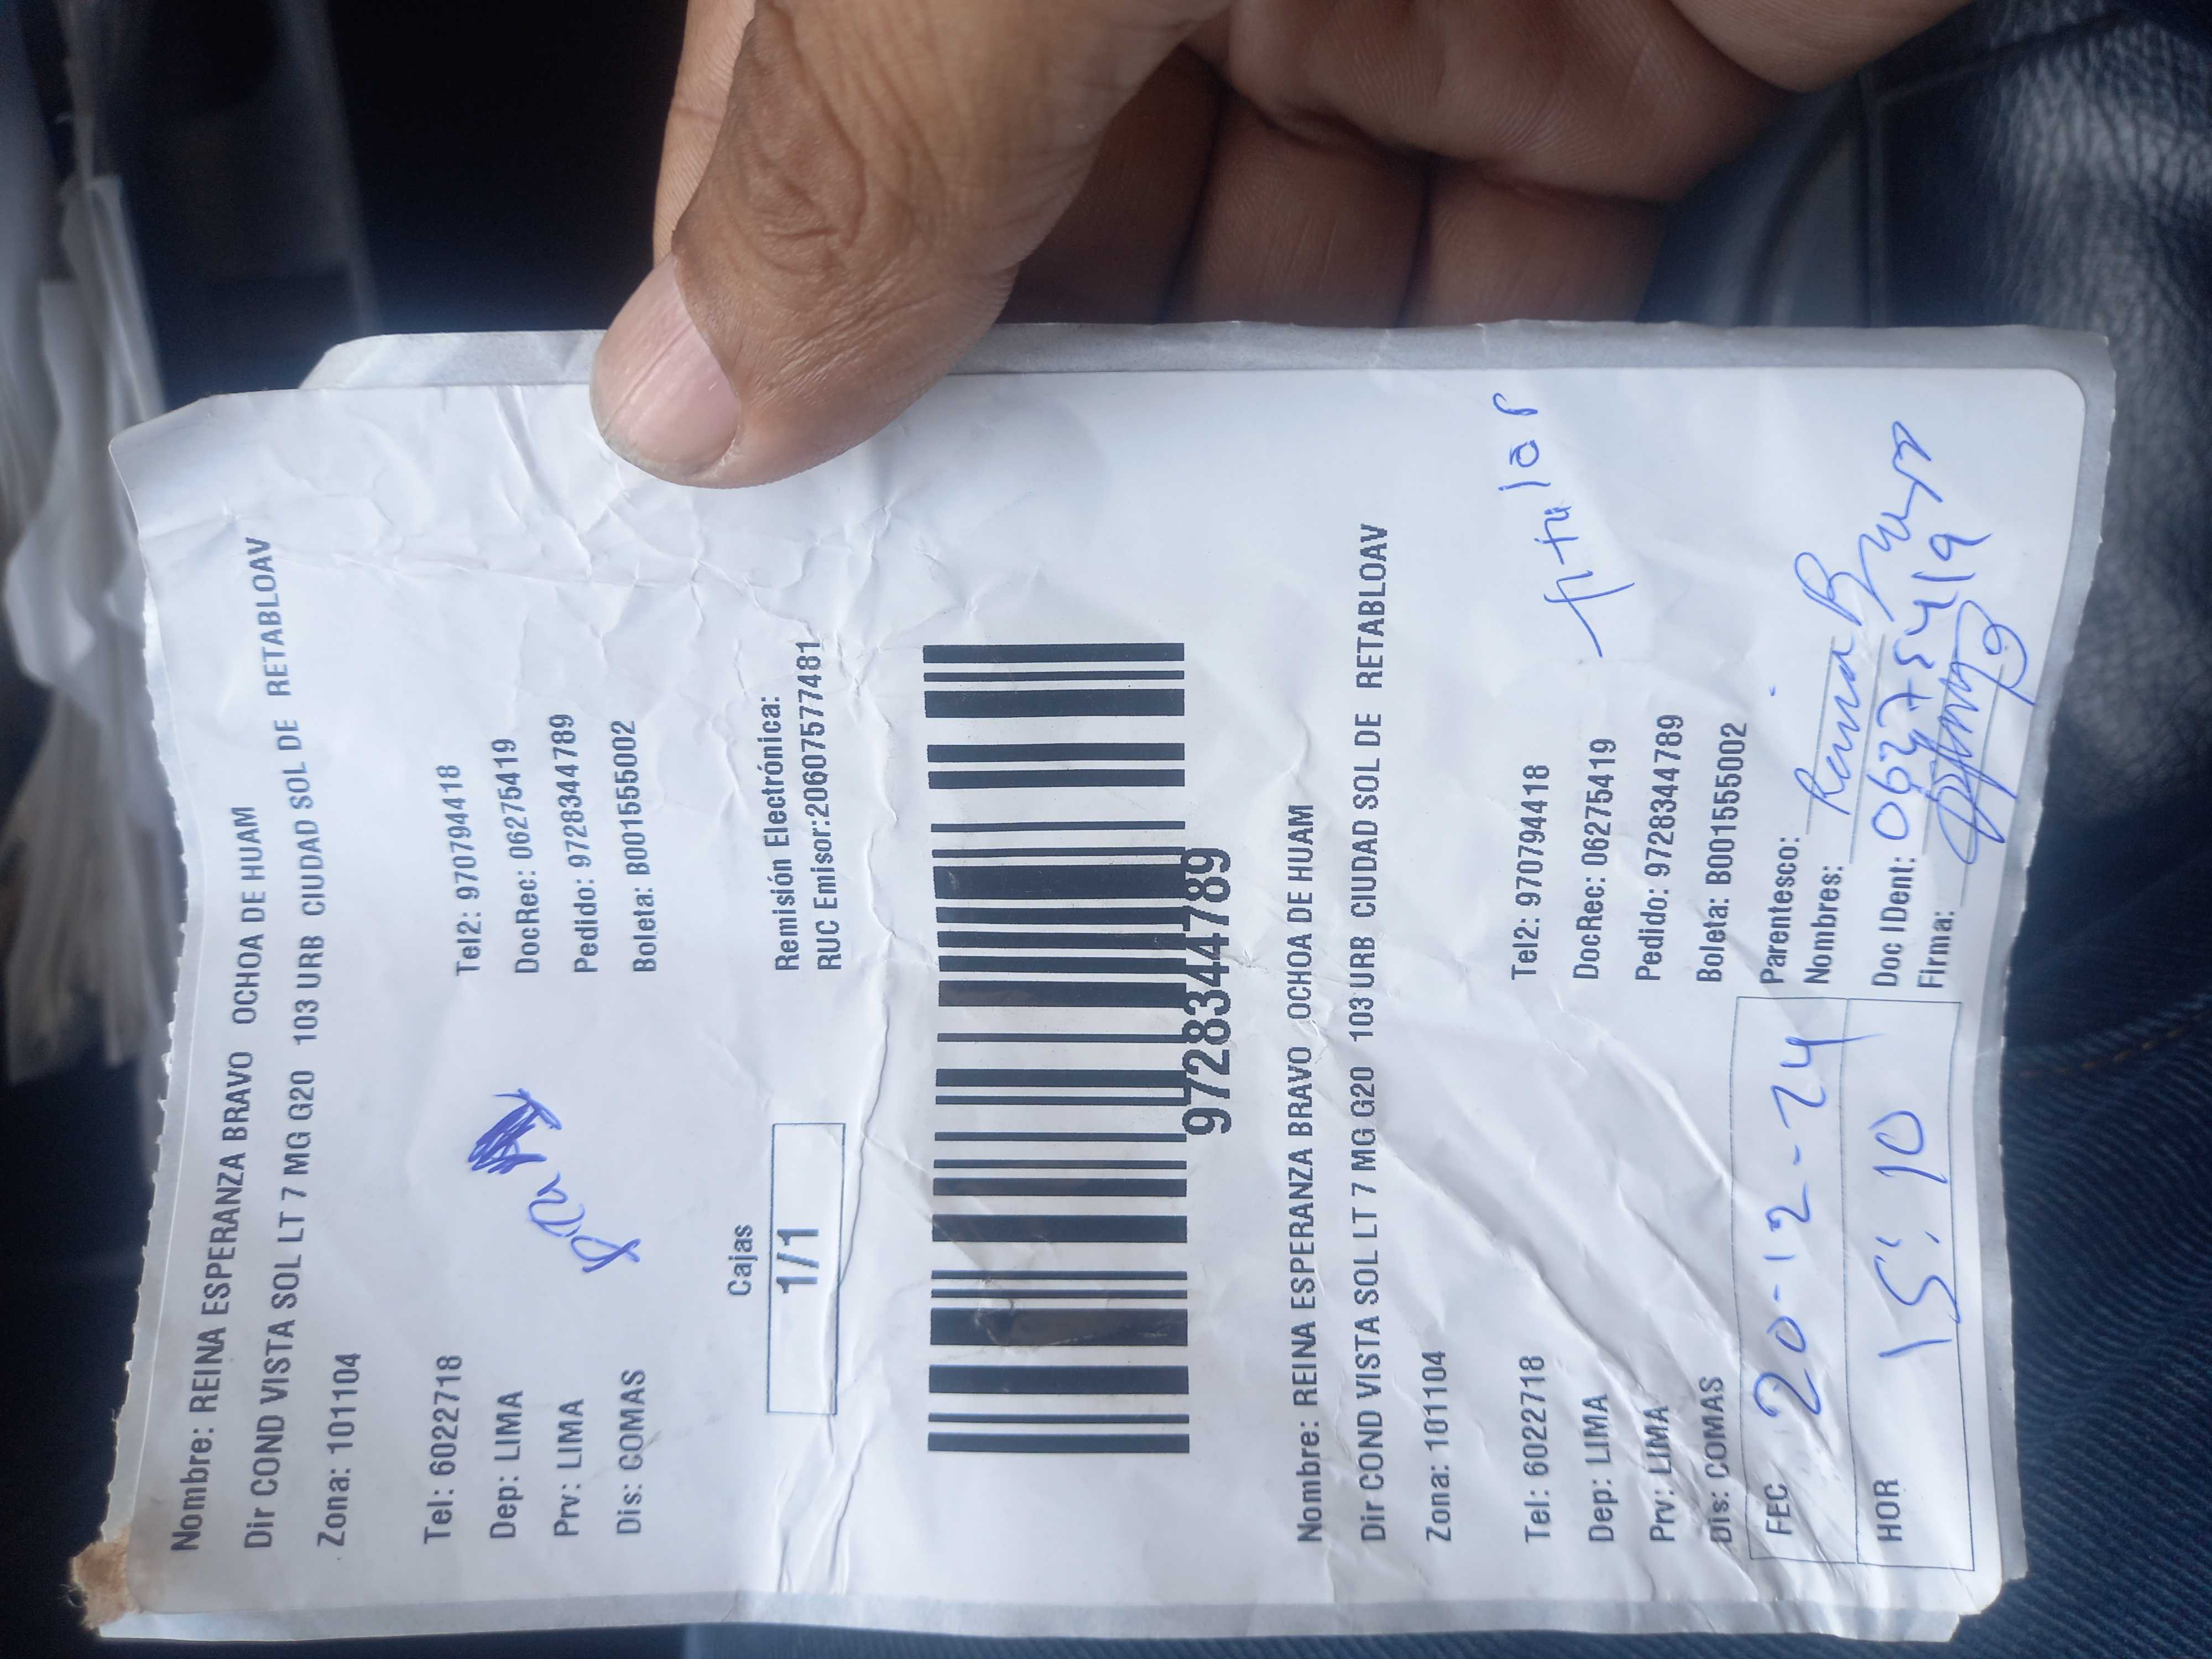 Nombre: REINA ESPERANZA BRAVO OCHOA DE HUAM
Dir COND VISTA SOL LT 7 MG G20 103 URB CIUDAD SOL DE RETABLOAV
Zona: 101104
Tel: 6022718 Tel2: 970794418
Dep: LIMA DocRec: 06275419
Prv: LIMA Pedido: 9728344789
Dis: COMAS Boleta: B001555002
Cajas
1/1
Remisión Electrónica:
RUC Emisor:20607577481
9728344789
Nombre: REINA ESPERANZA BRAVO OCHOA DE HUAM
Dir COND VISTA SOL LT 7 MG G20 103 URB CIUDAD SOL DE RETABLOAV
Zona: 101104
Tel: 6022718 Tel2: 970794418
Dep: LIMA DocRec: 06275419
Prv: LIMA Pedido: 9728344789
Dis: COMAS Boleta: B001555002
titular
FEC 20-12-24
HOR 15:10
Parentesco:
Nombres: Reina Bravo
Doc IDent: 06275419
Firma: